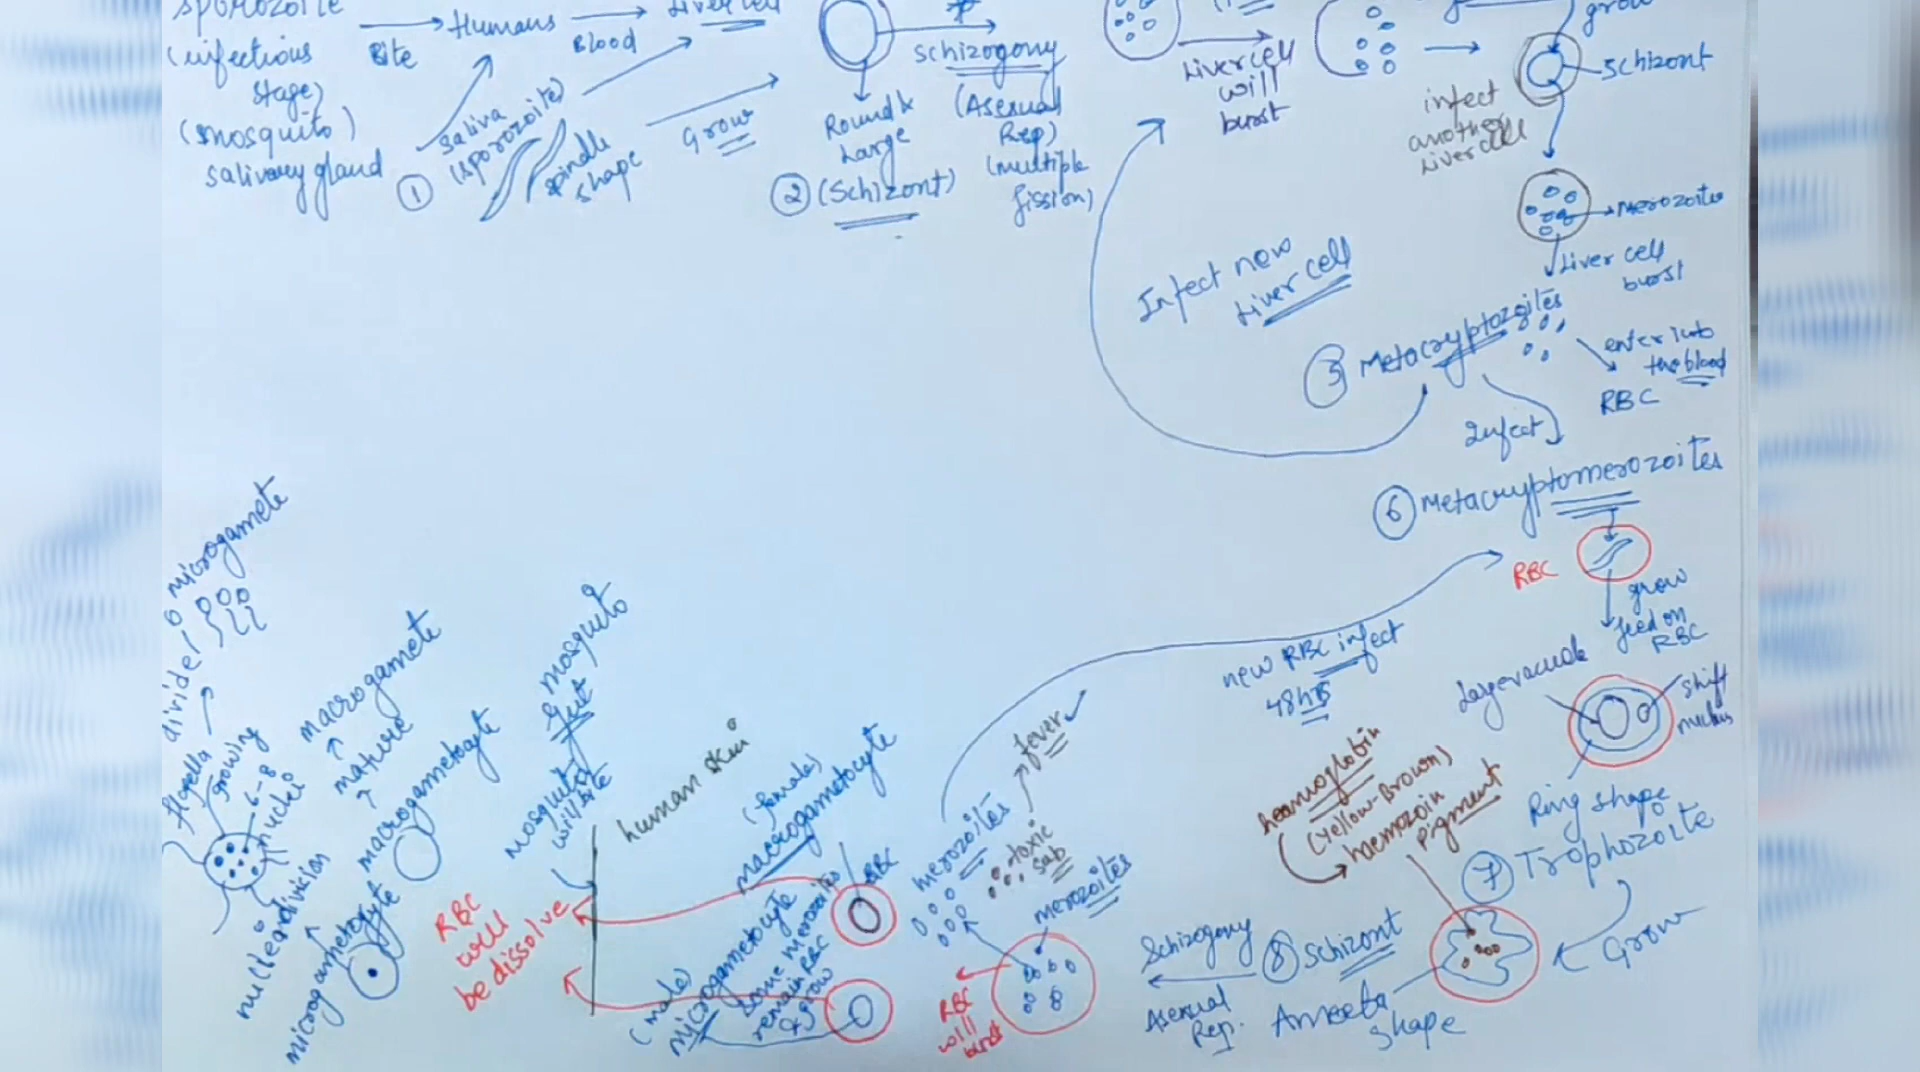 sporozoite
(infectious
stage)
(mosquito)
salivary gland
Bite
Humans
Blood
Liver cell
① Saliva
(sporozoite)
spindle
shape
Grow
Round &
Large
② (Schizont)
schizogony
(Asexual
Rep)
(multiple
fission)
Liver cell
will
burst
grow
schizont
infect
another
Liver cell
Merozoites
Liver cell
burst
Infect new
Liver cell
Metacryptozoites
enter into
the blood
RBC
Infect
⑥ Metacryptomerozoites
RBC
grow
feed on
RBC
new RBC infect
48hrs
Large vacuole
shift
nucleus
Ring shape
⑦ Trophozoite
Grow
heamoglobin
(yellow-Brown)
haemozoin
pigment
⑧ Schizont
Ameeba
shape
Schizogony
Asexual
Rep.
merozoites
RBC
will
burst
merozoites
toxic
sub
fever ✓
RBC
(female)
macrogametocyte
(male)
microgametocyte
Some merozoites
remain RBC
& grow
human skin
Mosquito
will bite
mosquito
gut
RBC
will
be dissolve
macrogametocyte
mature
macrogamete
microgametocyte
nuclear division
6-8
nuclei
growing
flagella
divide
microgamete